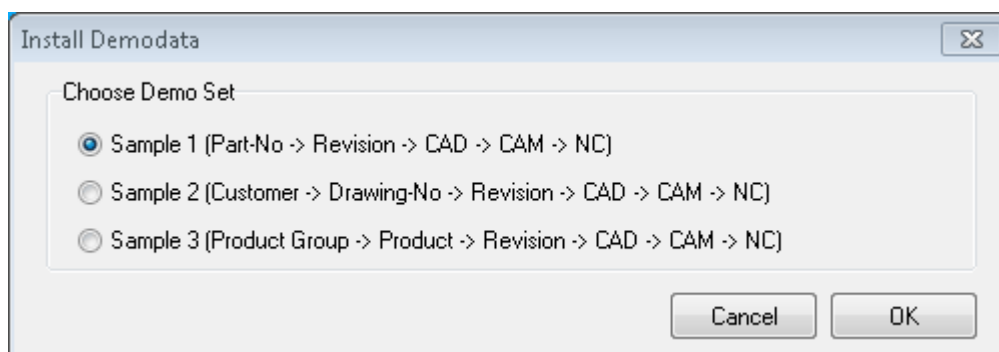 Install Demodata
Choose Demo Set
Sample 1 (Part-No -> Revision -> CAD -> CAM -> NC)
Sample 2 (Customer -> Drawing-No -> Revision -> CAD -> CAM -> NC)
Sample 3 (Product Group -> Product -> Revision -> CAD -> CAM -> NC)
Cancel OK